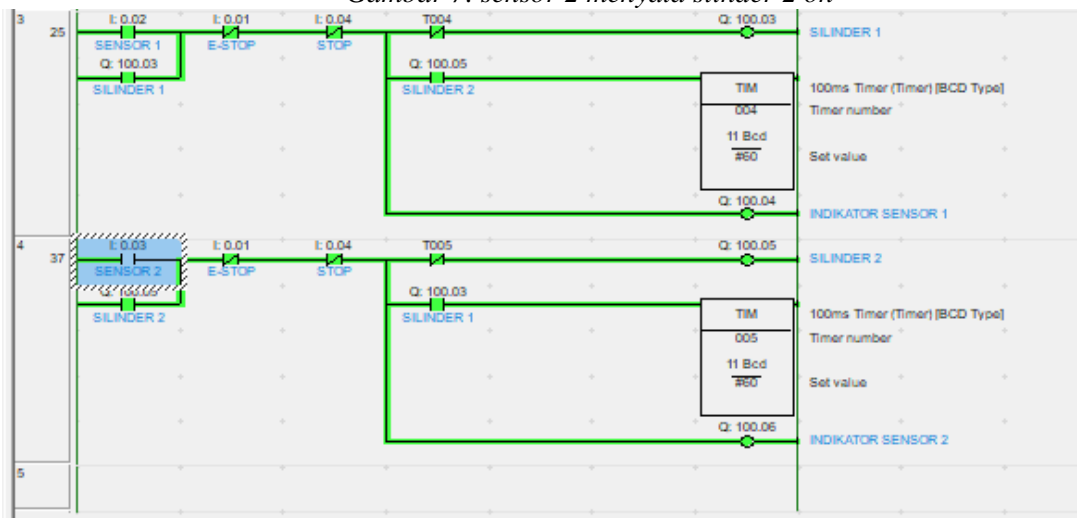 Gambar 7. sensor 2 menyala silinder 2 on
3
25
I: 0.02
I: 0.01
I: 0.04
T004
Q: 100.03
SILINDER 1
SENSOR 1
E-STOP
STOP
Q: 100.03
Q: 100.05
SILINDER 1
SILINDER 2
TIM
100ms Timer (Timer) [BCD Type]
004
Timer number
11 Bcd
#60
Set value
Q: 100.04
INDIKATOR SENSOR 1
4
37
I: 0.03
I: 0.01
I: 0.04
T005
Q: 100.05
SILINDER 2
SENSOR 2
E-STOP
STOP
Q: 100.05
Q: 100.03
SILINDER 2
SILINDER 1
TIM
100ms Timer (Timer) [BCD Type]
005
Timer number
11 Bcd
#60
Set value
Q: 100.06
INDIKATOR SENSOR 2
5